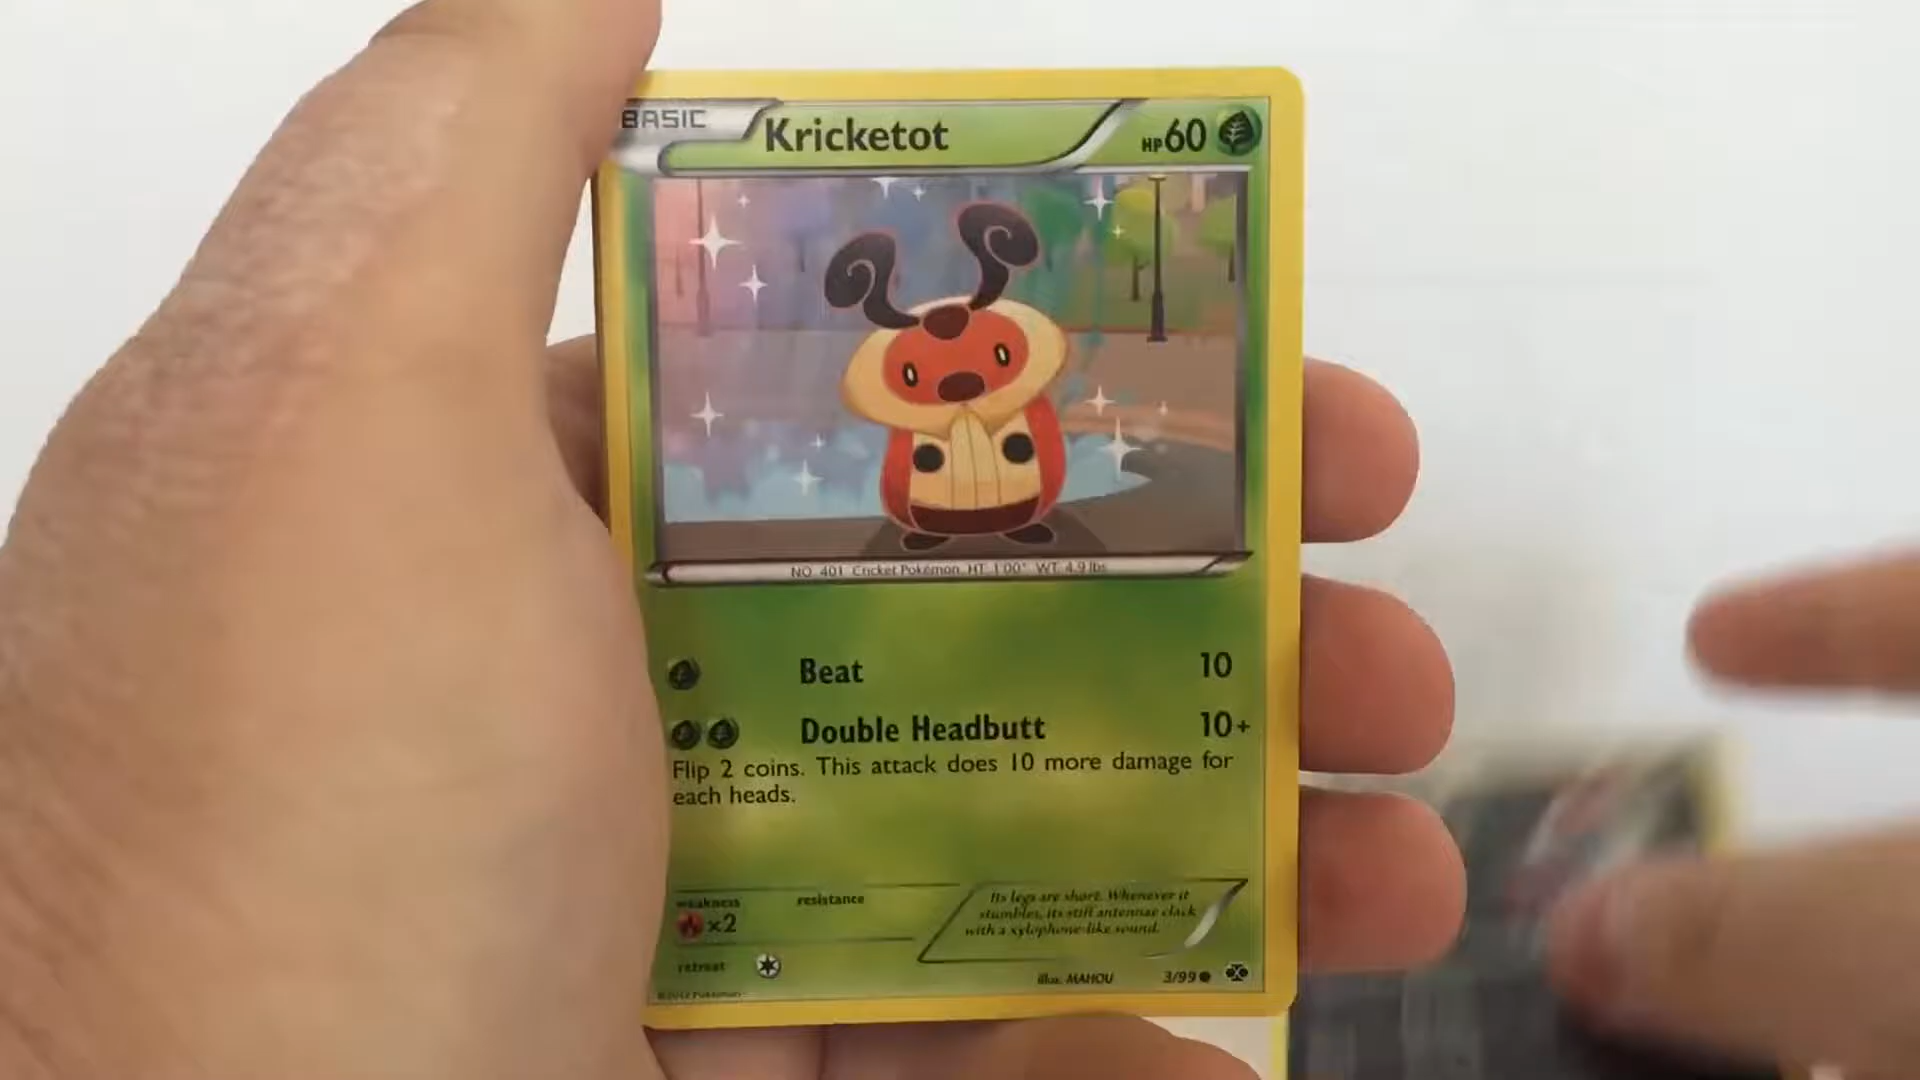 BASIC
Kricketot
HP60
NO. 401 Cricket Pokémon HT. 1'00" WT. 4.9 lbs
Beat 10
Double Headbutt 10+
Flip 2 coins. This attack does 10 more damage for
each heads.
weakness
×2
resistance
Its legs are short. Whenever it
stumbles, its stiff antennae clack
with a xylophone-like sound.
retreat
illus. MAHOU
3/99
©2012 Pokémon